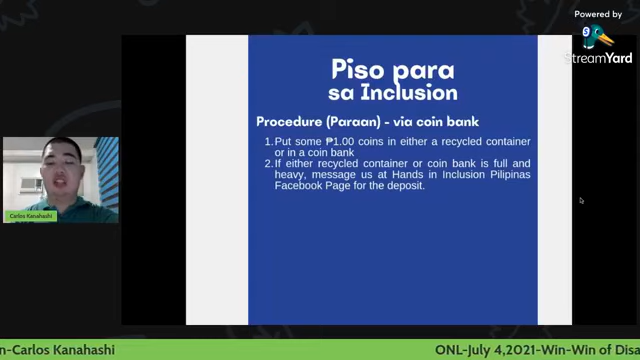 Powered by
StreamYard
Piso para
sa Inclusion
Procedure (Paraan) - via coin bank
1. Put some ₱1.00 coins in either a recycled container
or in a coin bank
2. If either recycled container or coin bank is full and
heavy, message us at Hands in Inclusion Pilipinas
Facebook Page for the deposit.
Carlos Kanahashi
n-Carlos Kanahashi
ONL-July 4,2021-Win-Win of Disa